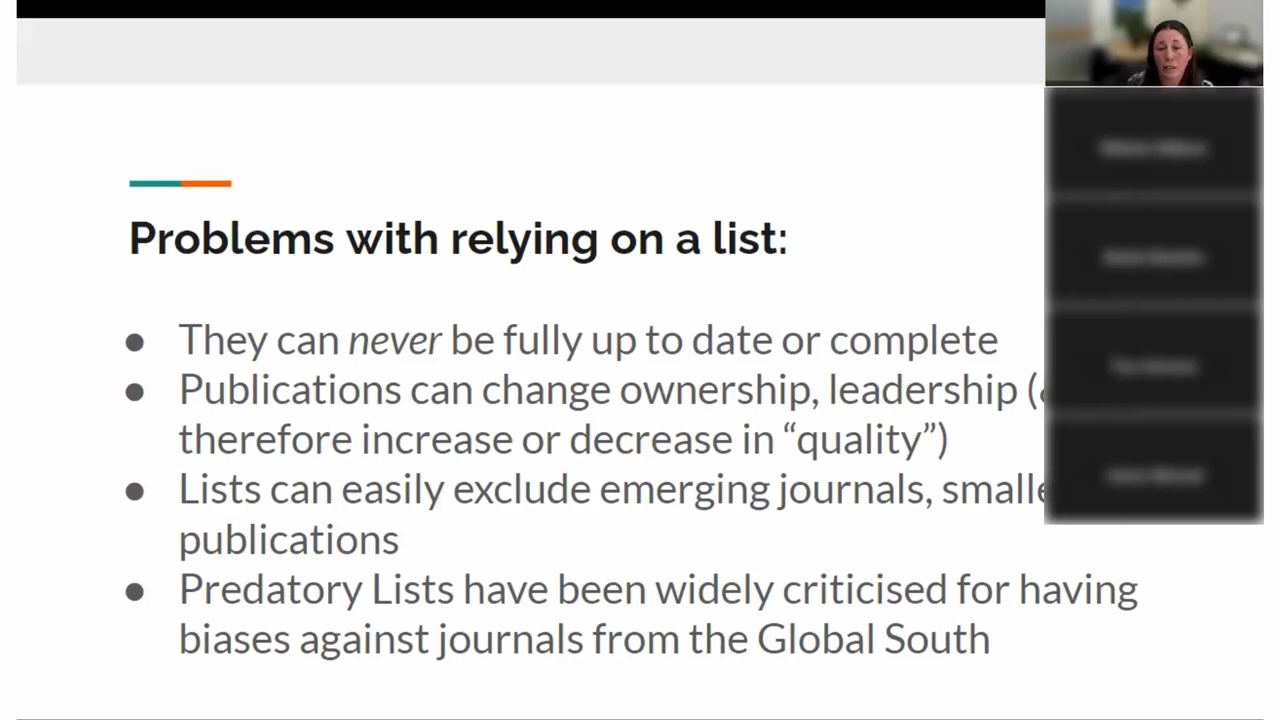 Problems with relying on a list:
● They can never be fully up to date or complete
● Publications can change ownership, leadership (
therefore increase or decrease in “quality”)
● Lists can easily exclude emerging journals,
publications
● Predatory Lists have been widely criticised for having
biases against journals from the Global South